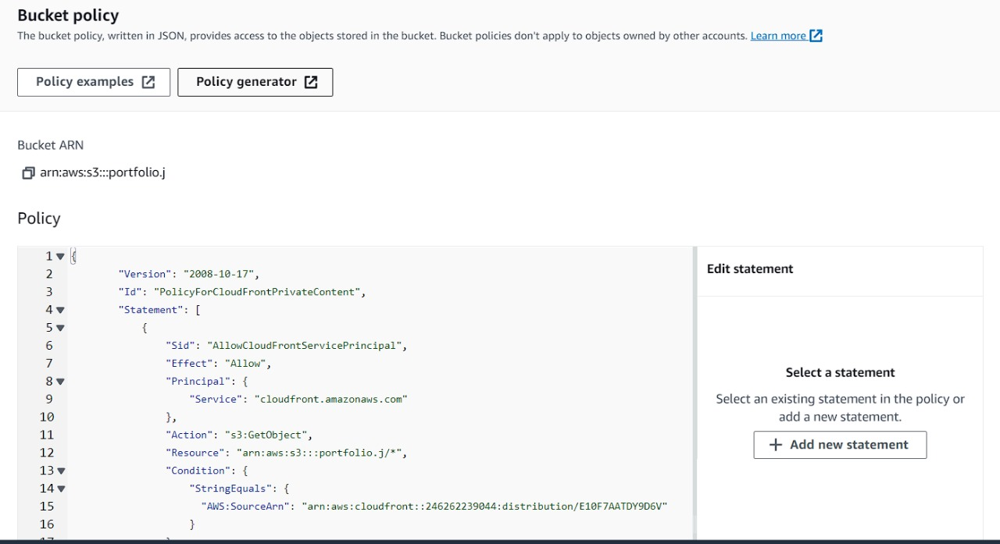 Bucket policy
The bucket policy, written in JSON, provides access to the objects stored in the bucket. Bucket policies don't apply to objects owned by other accounts. Learn more
Policy examples
Policy generator
Bucket ARN
arn:aws:s3:::portfolio.j
Policy
1 {
2 "Version": "2008-10-17",
3 "Id": "PolicyForCloudFrontPrivateContent",
4 "Statement": [
5 {
6 "Sid": "AllowCloudFrontServicePrincipal",
7 "Effect": "Allow",
8 "Principal": {
9 "Service": "cloudfront.amazonaws.com"
10 },
11 "Action": "s3:GetObject",
12 "Resource": "arn:aws:s3:::portfolio.j/*",
13 "Condition": {
14 "StringEquals": {
15 "AWS:SourceArn": "arn:aws:cloudfront::246262239044:distribution/E10F7AATDY9D6V"
16 }
Edit statement
Select a statement
Select an existing statement in the policy or
add a new statement.
+ Add new statement